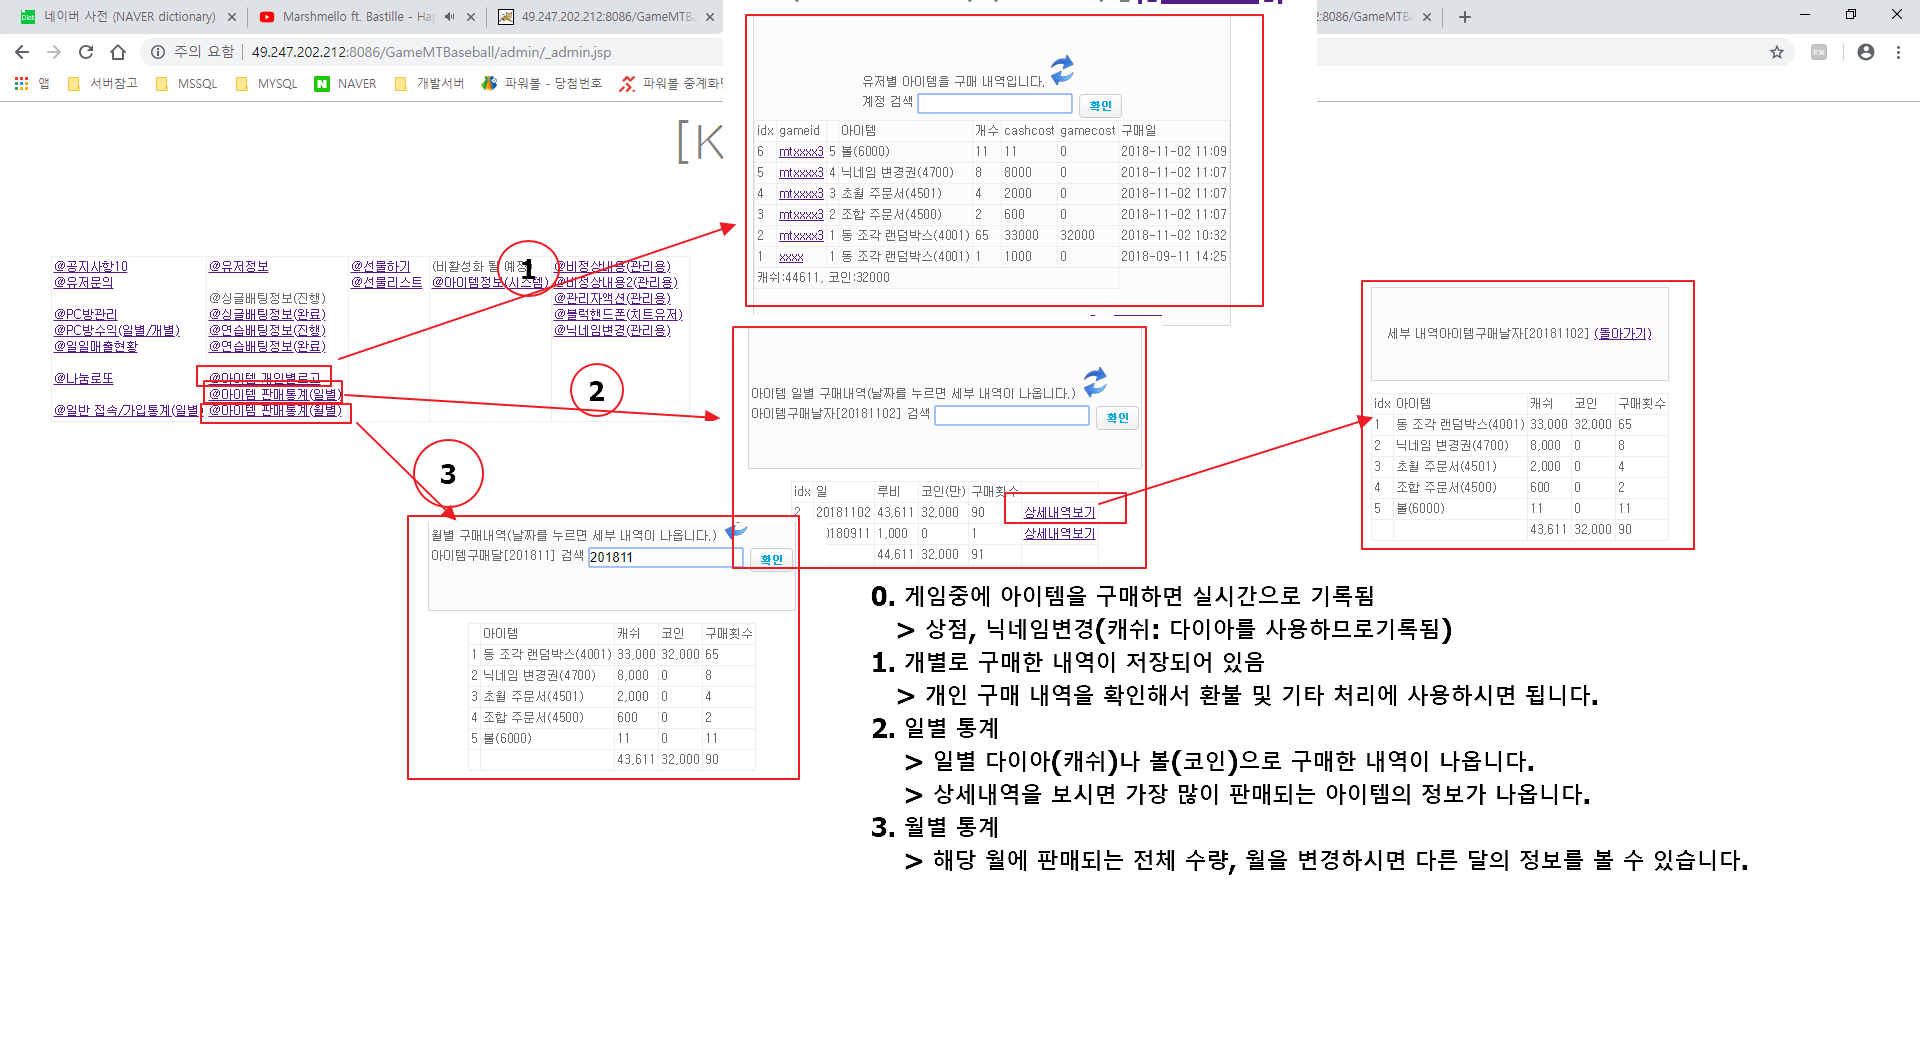 네이버 사전 (NAVER dictionary)
Marshmello ft. Bastille - Hap
49.247.202.212:8086/GameMTBa
:8086/GameMTBas
주의 요함 | 49.247.202.212:8086/GameMTBaseball/admin/_admin.jsp
앱 서버참고 MSSQL MYSQL NAVER 개발서버 파워볼 - 당첨번호 파워볼 중계화면
[K
@공지사항10 @유저정보 @선물하기 (비활성화 될 예정) @비정상내용(관리용)
@유저문의 @선물리스트 @아이템정보(시스템) @비정상내용2(관리용)
@싱글배팅정보(진행) @관리자액션(관리용)
@PC방관리 @싱글배팅정보(완료) @블럭핸드폰(치트유저)
@PC방수익(일별/개별) @연습배팅정보(진행) @닉네임변경(관리용)
@일일매출현황 @연습배팅정보(완료)
@나눔로또 @아이템 개인별로고
@아이템 판매통계(일별)
@일반 접속/가입통계(일별) @아이템 판매통계(월별)
1
2
3
유저별 아이템을 구매 내역입니다.
계정 검색 확인
idx gameid 아이템 개수 cashcost gamecost 구매일
6 mtxxxx3 5 볼(6000) 11 11 0 2018-11-02 11:09
5 mtxxxx3 4 닉네임 변경권(4700) 8 8000 0 2018-11-02 11:07
4 mtxxxx3 3 초월 주문서(4501) 4 2000 0 2018-11-02 11:07
3 mtxxxx3 2 조합 주문서(4500) 2 600 0 2018-11-02 11:07
2 mtxxxx3 1 동 조각 랜덤박스(4001) 65 33000 32000 2018-11-02 10:32
1 xxxx 1 동 조각 랜덤박스(4001) 1 1000 0 2018-09-11 14:25
캐쉬:44611, 코인:32000
아이템 일별 구매내역(날짜를 누르면 세부 내역이 나옵니다.)
아이템구매날자[20181102] 검색 확인
idx 일 루비 코인(만) 구매횟수
2 20181102 43,611 32,000 90 상세내역보기
)180911 1,000 0 1 상세내역보기
44,611 32,000 91
세부 내역아이템구매날자[20181102] (돌아가기)
idx 아이템 캐쉬 코인 구매횟수
1 동 조각 랜덤박스(4001) 33,000 32,000 65
2 닉네임 변경권(4700) 8,000 0 8
3 초월 주문서(4501) 2,000 0 4
4 조합 주문서(4500) 600 0 2
5 볼(6000) 11 0 11
43,611 32,000 90
월별 구매내역(날짜를 누르면 세부 내역이 나옵니다.)
아이템구매달[201811] 검색 201811 확인
아이템 캐쉬 코인 구매횟수
1 동 조각 랜덤박스(4001) 33,000 32,000 65
2 닉네임 변경권(4700) 8,000 0 8
3 초월 주문서(4501) 2,000 0 4
4 조합 주문서(4500) 600 0 2
5 볼(6000) 11 0 11
43,611 32,000 90
0. 게임중에 아이템을 구매하면 실시간으로 기록됨
> 상점, 닉네임변경(캐쉬: 다이아를 사용하므로기록됨)
1. 개별로 구매한 내역이 저장되어 있음
> 개인 구매 내역을 확인해서 환불 및 기타 처리에 사용하시면 됩니다.
2. 일별 통계
> 일별 다이아(캐쉬)나 볼(코인)으로 구매한 내역이 나옵니다.
> 상세내역을 보시면 가장 많이 판매되는 아이템의 정보가 나옵니다.
3. 월별 통계
> 해당 월에 판매되는 전체 수량, 월을 변경하시면 다른 달의 정보를 볼 수 있습니다.